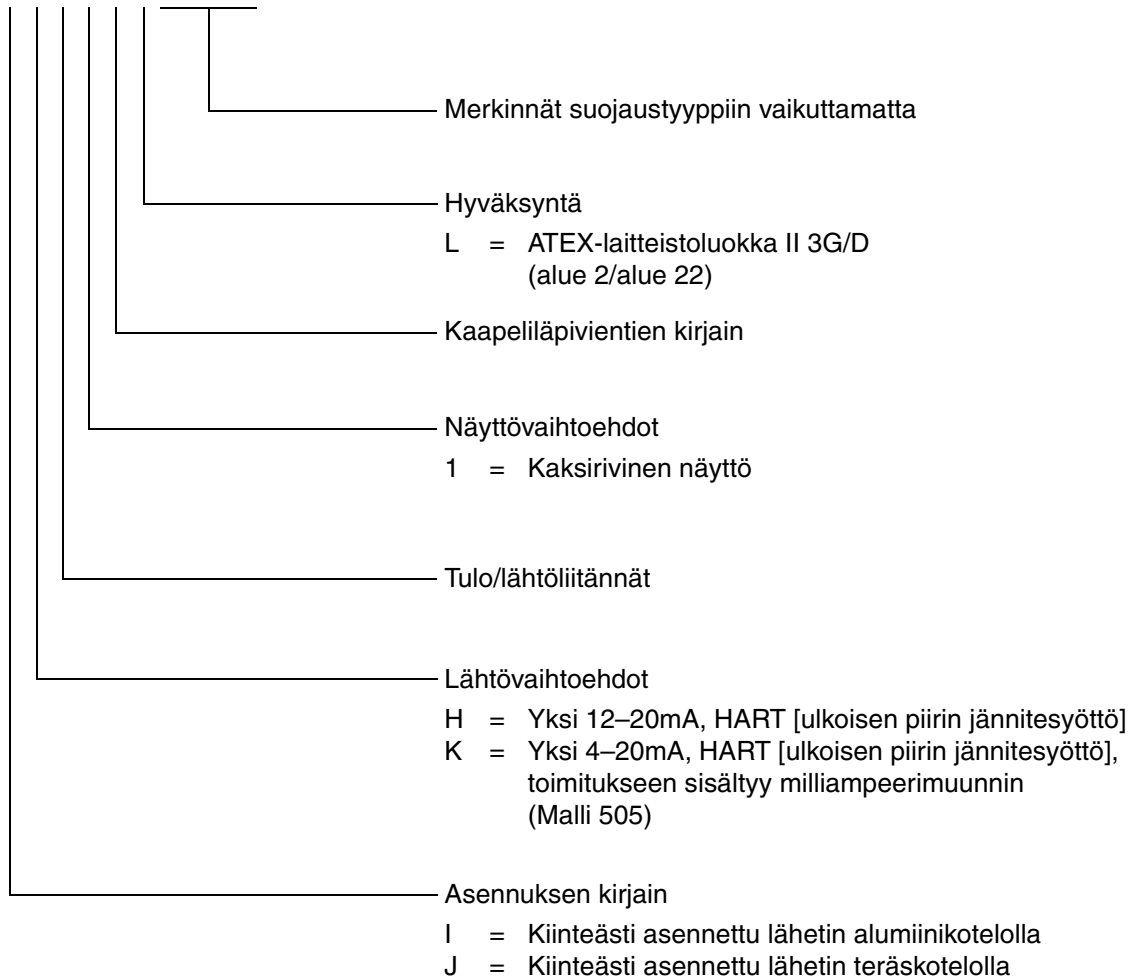 Merkinnät suojaustyyppiin vaikuttamatta
Hyväksyntä
L = ATEX-laitteistoluokka II 3G/D
(alue 2/alue 22)
Kaapeliläpivientien kirjain
Näyttövaihtoehdot
1 = Kaksirivinen näyttö
Tulo/lähtöliitännät
Lähtövaihtoehdot
H = Yksi 12–20mA, HART [ulkoisen piirin jännitesyöttö]
K = Yksi 4–20mA, HART [ulkoisen piirin jännitesyöttö],
toimitukseen sisältyy milliampeerimuunnin
(Malli 505)
Asennuksen kirjain
I = Kiinteästi asennettu lähetin alumiinikotelolla
J = Kiinteästi asennettu lähetin teräskotelolla